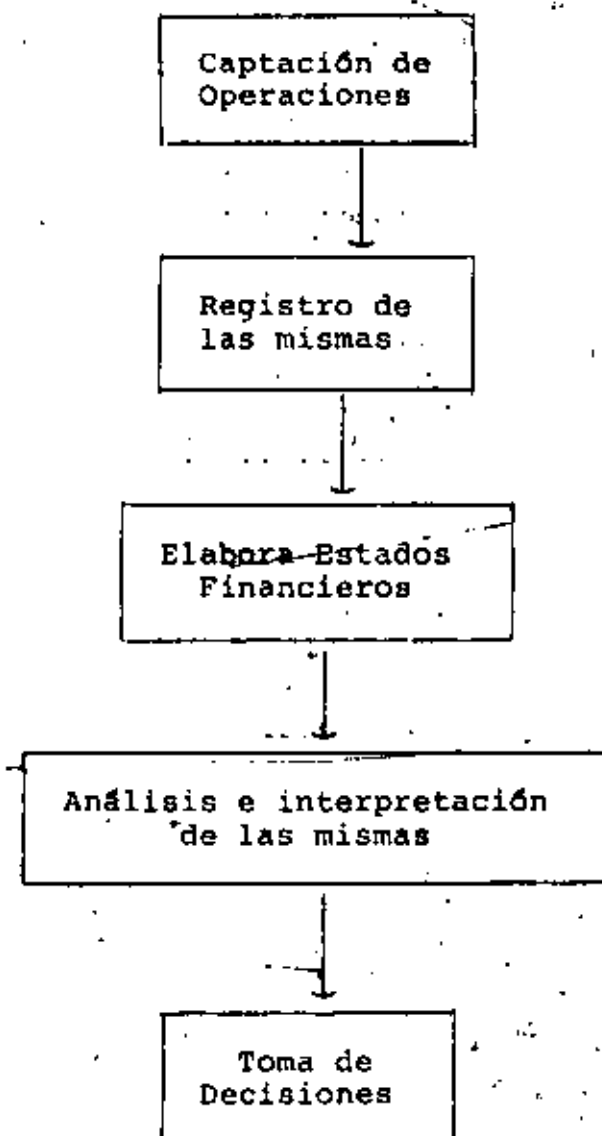 Captación de
Operaciones
Registro de
las mismas
Elabora Estados
Financieros
Análisis e interpretación
de las mismas
Toma de
Decisiones